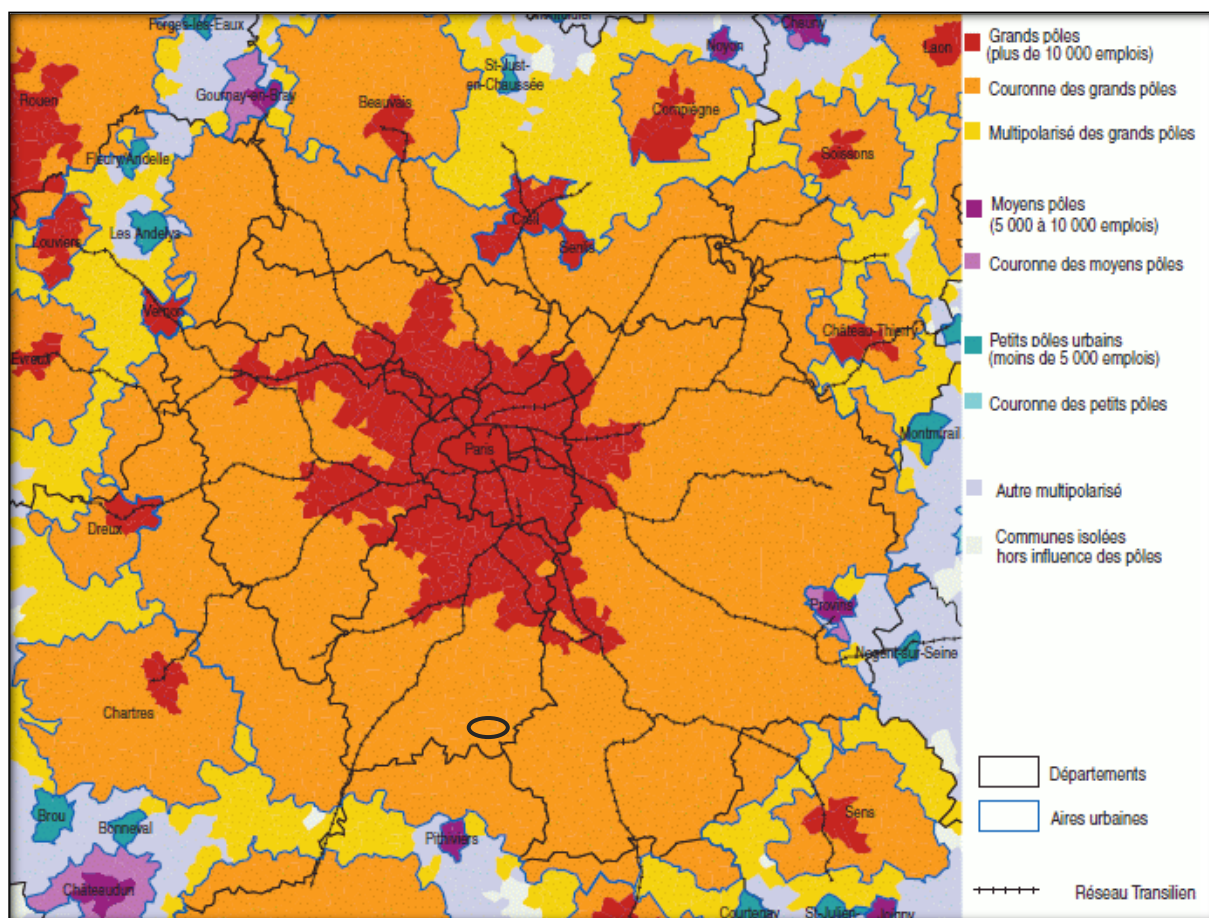 Forges-les-Eaux
Chauny
Noyon
Laon
St-Just-
en-Chaussée
Rouen
Gournay-en-Bray
Beauvais
Compiègne
Fleury/Andelle
Soissons
Louviers
Les Andelys
Creil
Senlis
Vernon
Château-Thierry
Evreux
Montmirail
Paris
Dreux
Provins
Nogent-sur-Seine
Chartres
Brou
Bonneval
Pithiviers
Sens
Châteaudun
Courtenay
St-Julien-
Joigny
Grands pôles
(plus de 10 000 emplois)
Couronne des grands pôles
Multipolarisé des grands pôles
Moyens pôles
(5 000 à 10 000 emplois)
Couronne des moyens pôles
Petits pôles urbains
(moins de 5 000 emplois)
Couronne des petits pôles
Autre multipolarisé
Communes isolées
hors influence des pôles
Départements
Aires urbaines
Réseau Transilien